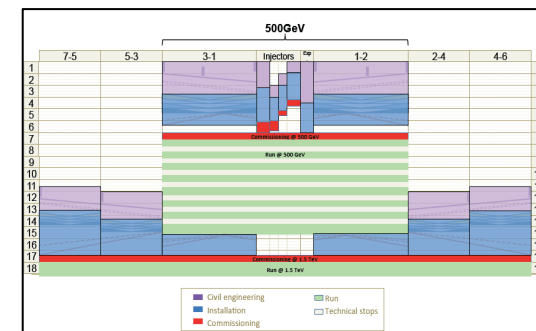 500GeV
7-5 5-3 3-1 Injectors Exp 1-2 2-4 4-6
1
2
3
4
5
6
7 Commissioning @ 500 GeV
8 Run @ 500 GeV
9
10
11
12
13
14
15
16
17 Commissioning @ 1.5 TeV
18 Run @ 1.5 TeV
Civil engineering Run
Installation Technical stops
Commissioning